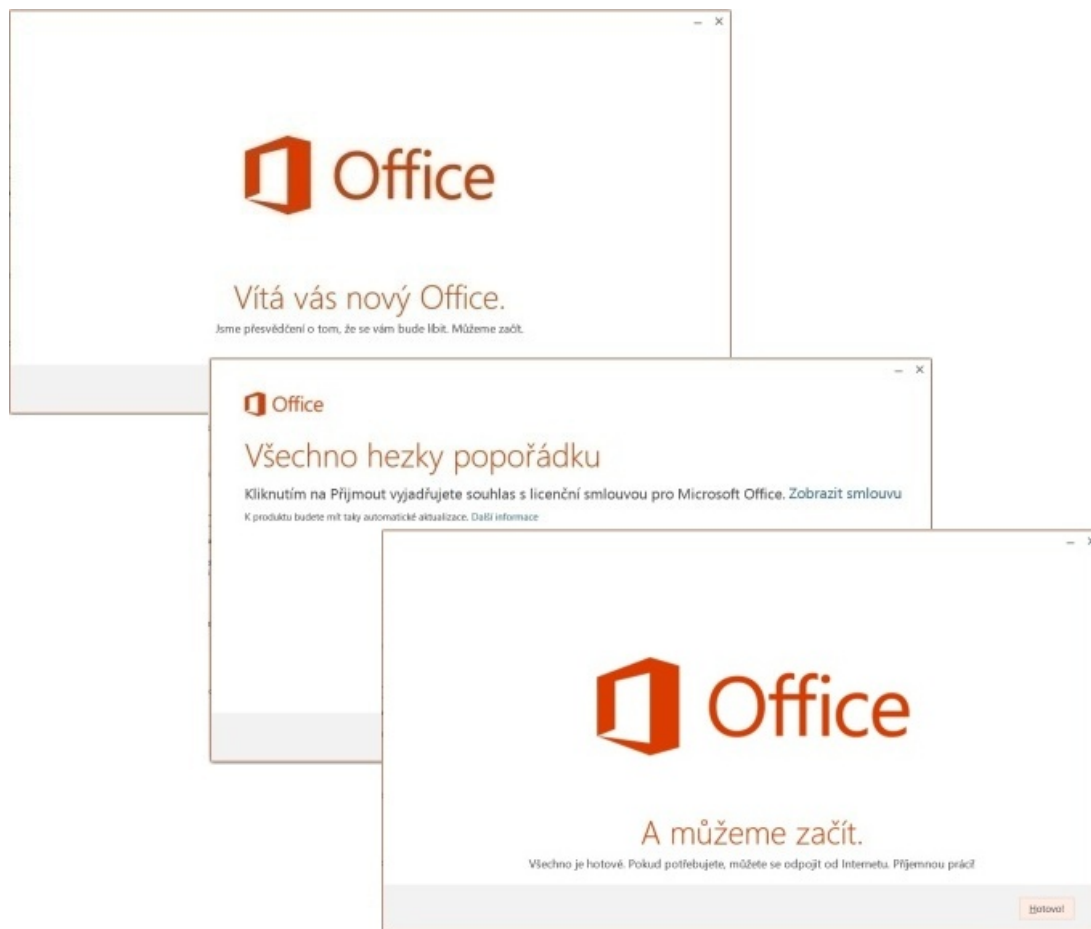 Office
Vítá vás nový Office.
Jsme přesvědčení o tom, že se vám bude líbit. Můžeme začít.
Office
Všechno hezky popořádku
Kliknutím na Přijmout vyjadřujete souhlas s licenční smlouvou pro Microsoft Office. Zobrazit smlouvu
K produktu budete mít taky automatické aktualizace. Další informace
Office
A můžeme začít.
Všechno je hotové. Pokud potřebujete, můžete se odpojit od Internetu. Příjemnou práci!
Hotovo!